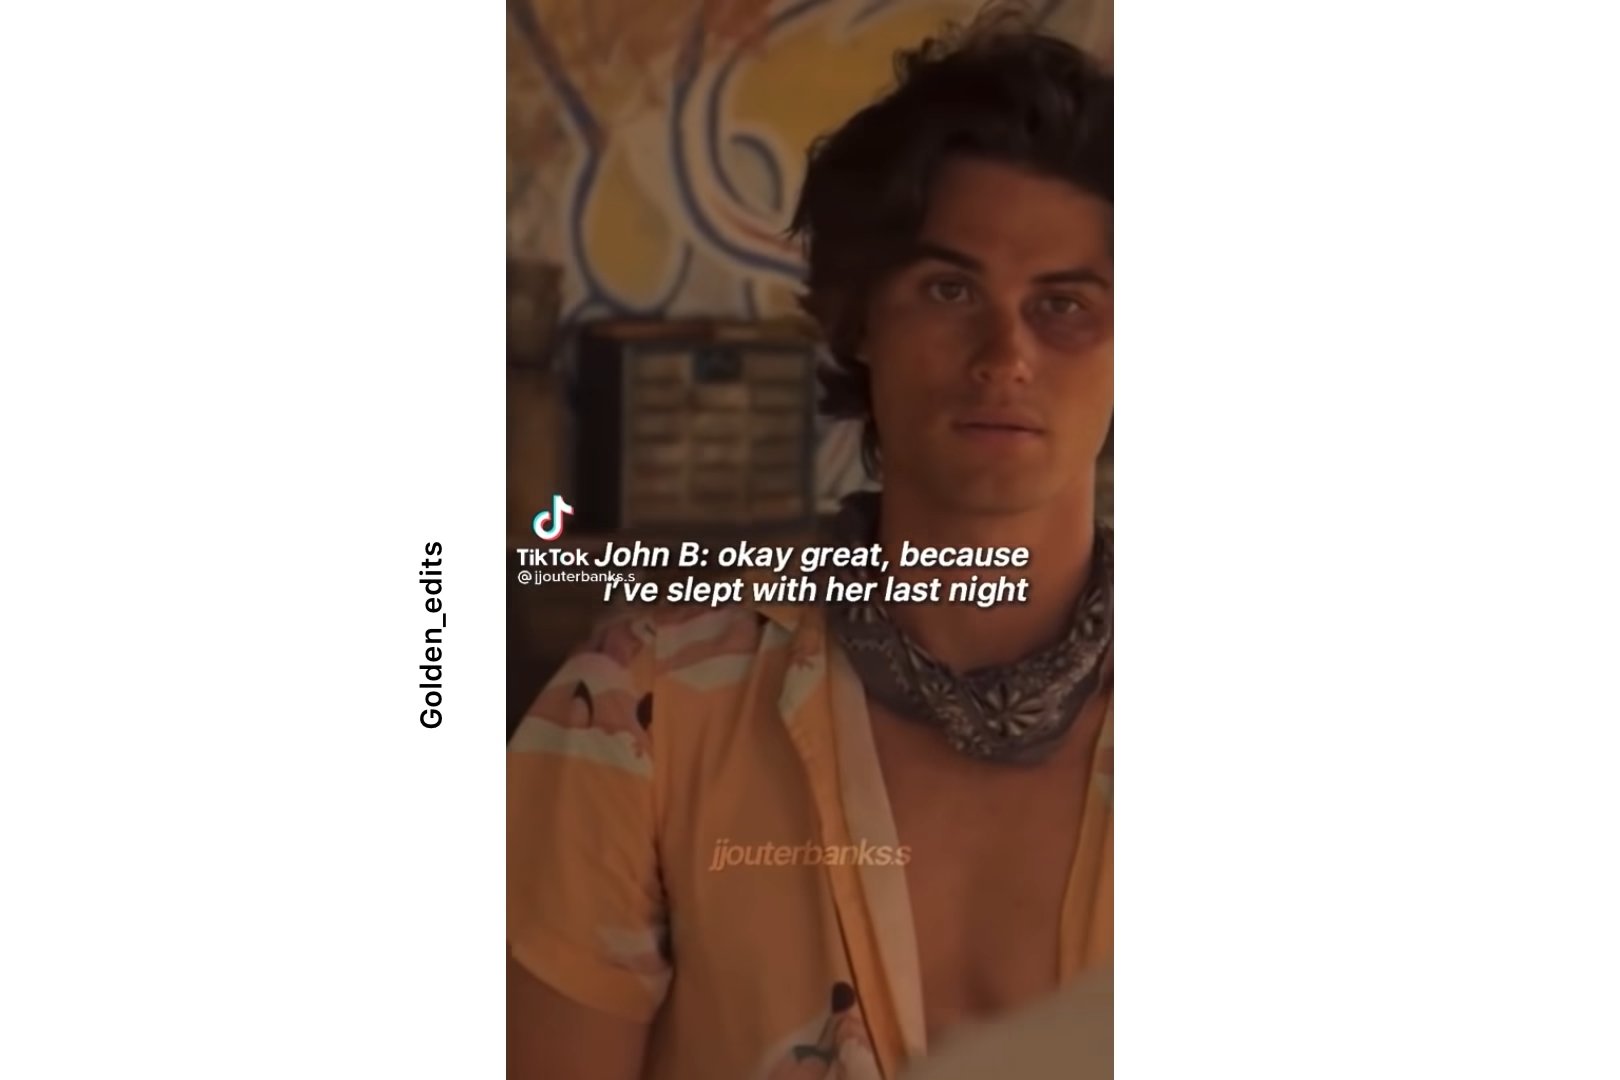 Golden_edits
TikTok
@jjouterbanks.s
John B: okay great, because
i've slept with her last night
jjouterbanks.s